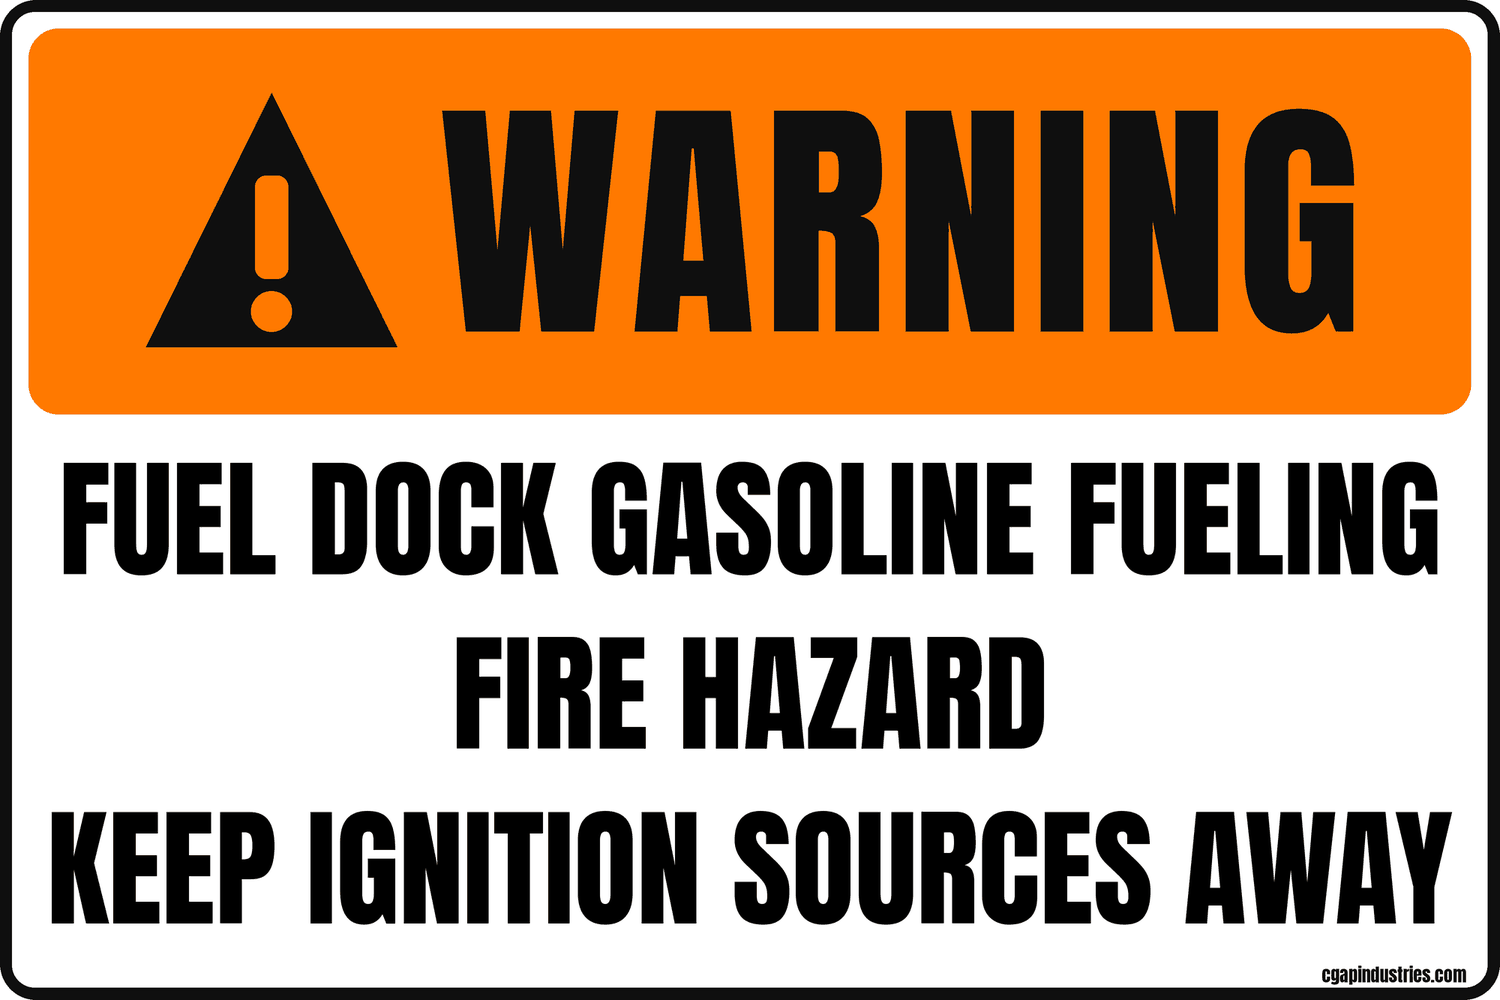 WARNING
FUEL DOCK GASOLINE FUELING
FIRE HAZARD
KEEP IGNITION SOURCES AWAY
cgapindustries.com